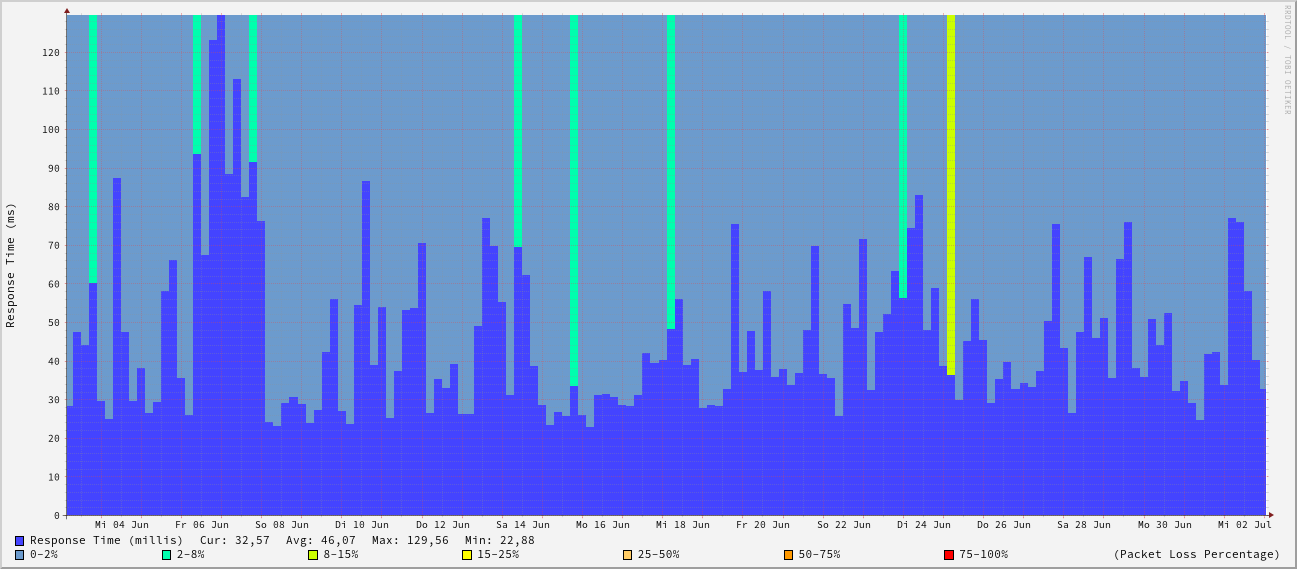 RRDTOOL / TOBI OETIKER
Response Time (ms)
120
110
100
90
80
70
60
50
40
30
20
10
0
Mi 04 Jun Fr 06 Jun So 08 Jun Di 10 Jun Do 12 Jun Sa 14 Jun Mo 16 Jun Mi 18 Jun Fr 20 Jun So 22 Jun Di 24 Jun Do 26 Jun Sa 28 Jun Mo 30 Jun Mi 02 Jul
Response Time (millis) Cur: 32,57 Avg: 46,07 Max: 129,56 Min: 22,88
0-2% 2-8% 8-15% 15-25% 25-50% 50-75% 75-100% (Packet Loss Percentage)